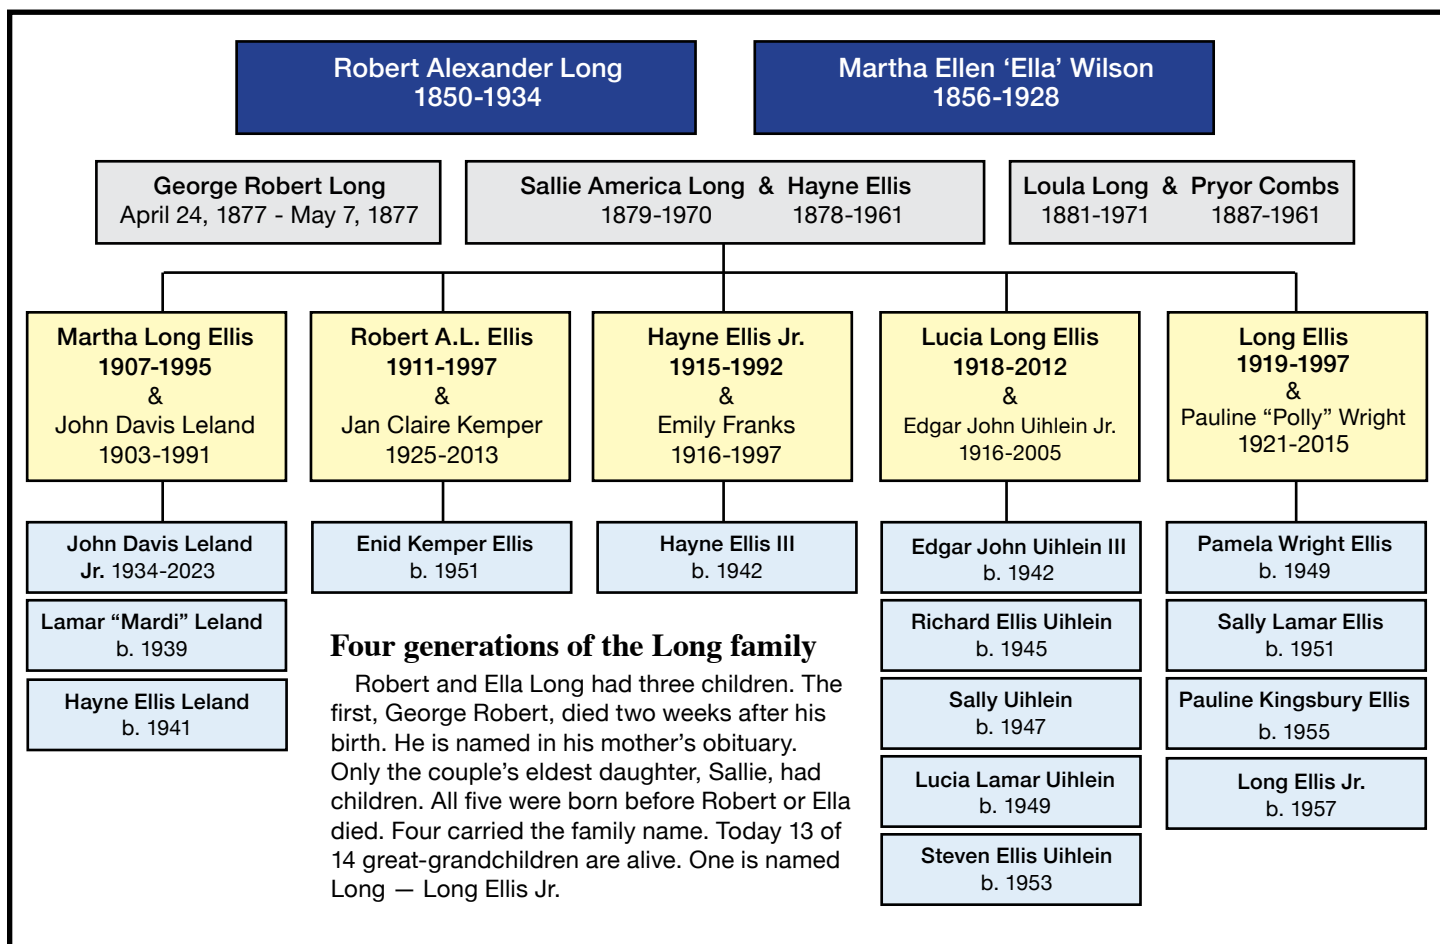 Robert Alexander Long
1850-1934
Martha Ellen ‘Ella’ Wilson
1856-1928
George Robert Long
April 24, 1877 - May 7, 1877
Sallie America Long & Hayne Ellis
1879-1970 1878-1961
Loula Long & Pryor Combs
1881-1971 1887-1961
Martha Long Ellis
1907-1995
&
John Davis Leland
1903-1991
Robert A.L. Ellis
1911-1997
&
Jan Claire Kemper
1925-2013
Hayne Ellis Jr.
1915-1992
&
Emily Franks
1916-1997
Lucia Long Ellis
1918-2012
&
Edgar John Uihlein Jr.
1916-2005
Long Ellis
1919-1997
&
Pauline “Polly” Wright
1921-2015
John Davis Leland
Jr. 1934-2023
Lamar “Mardi” Leland
b. 1939
Hayne Ellis Leland
b. 1941
Enid Kemper Ellis
b. 1951
Hayne Ellis III
b. 1942
Edgar John Uihlein III
b. 1942
Richard Ellis Uihlein
b. 1945
Sally Uihlein
b. 1947
Lucia Lamar Uihlein
b. 1949
Steven Ellis Uihlein
b. 1953
Pamela Wright Ellis
b. 1949
Sally Lamar Ellis
b. 1951
Pauline Kingsbury Ellis
b. 1955
Long Ellis Jr.
b. 1957
Four generations of the Long family
Robert and Ella Long had three children. The
first, George Robert, died two weeks after his
birth. He is named in his mother’s obituary.
Only the couple’s eldest daughter, Sallie, had
children. All five were born before Robert or Ella
died. Four carried the family name. Today 13 of
14 great-grandchildren are alive. One is named
Long — Long Ellis Jr.